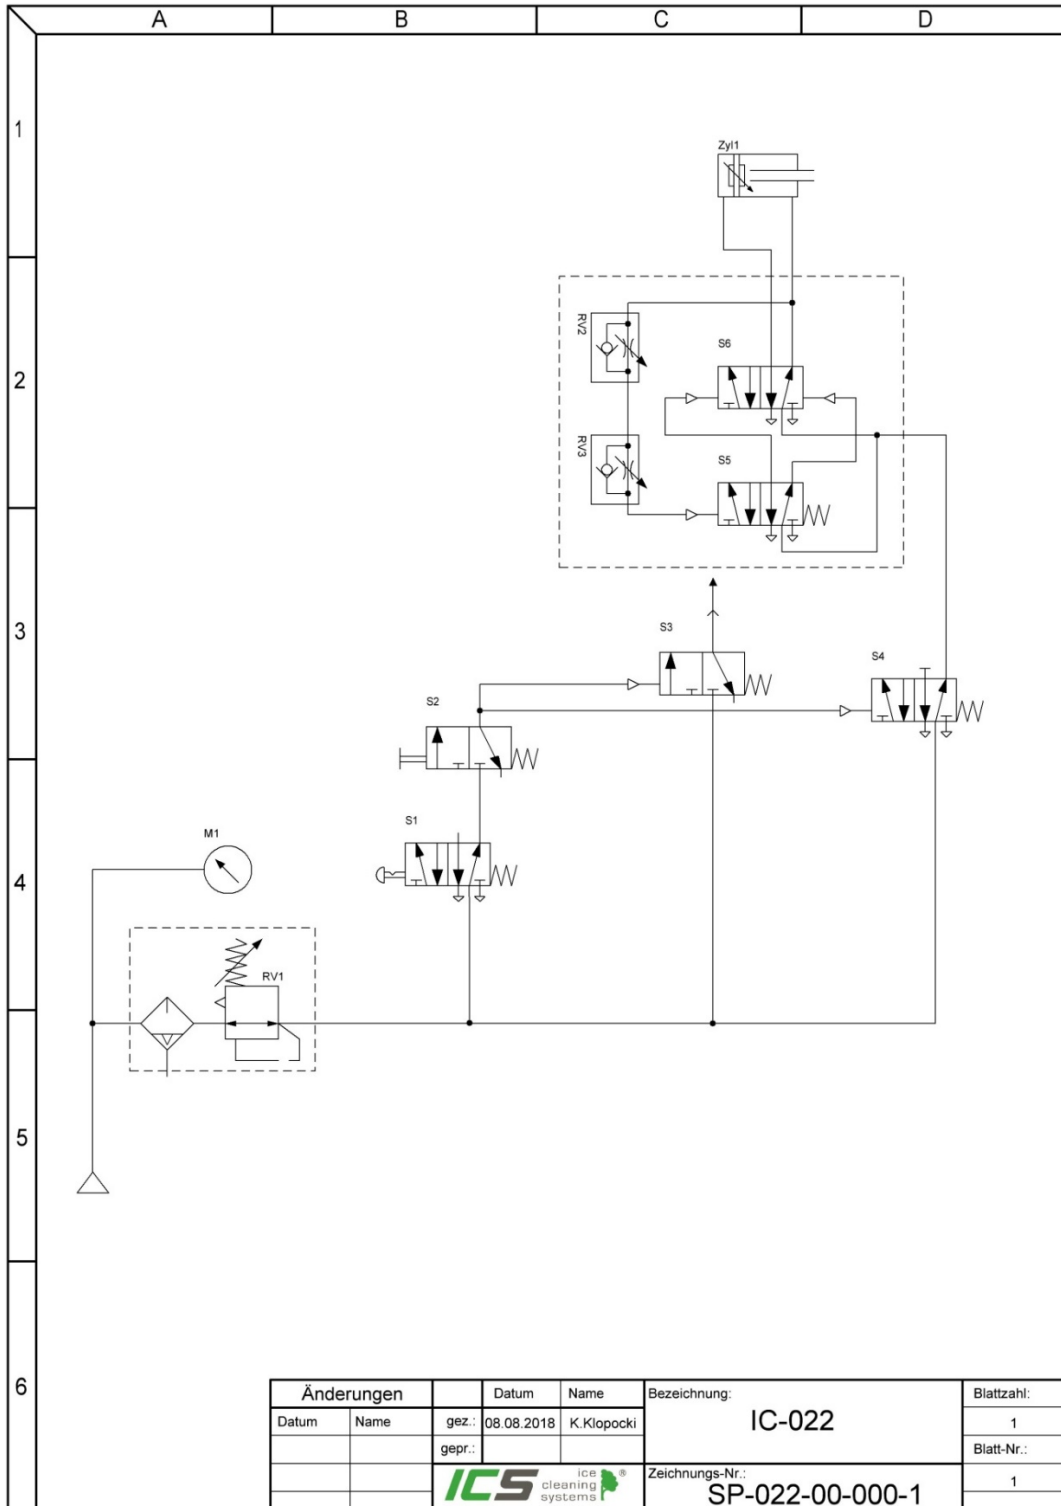 A B C D
1
Zyl1
RV2
S6
2
RV3
S5
3
S3
S4
S2
S1
M1
4
RV1
5
6
Änderungen Datum Name Bezeichnung: Blattzahl:
Datum Name gez.: 08.08.2018 K.Klopocki IC-022 1
gepr.: Blatt-Nr.:
ICS ice cleaning systems ® Zeichnungs-Nr.: 1
SP-022-00-000-1